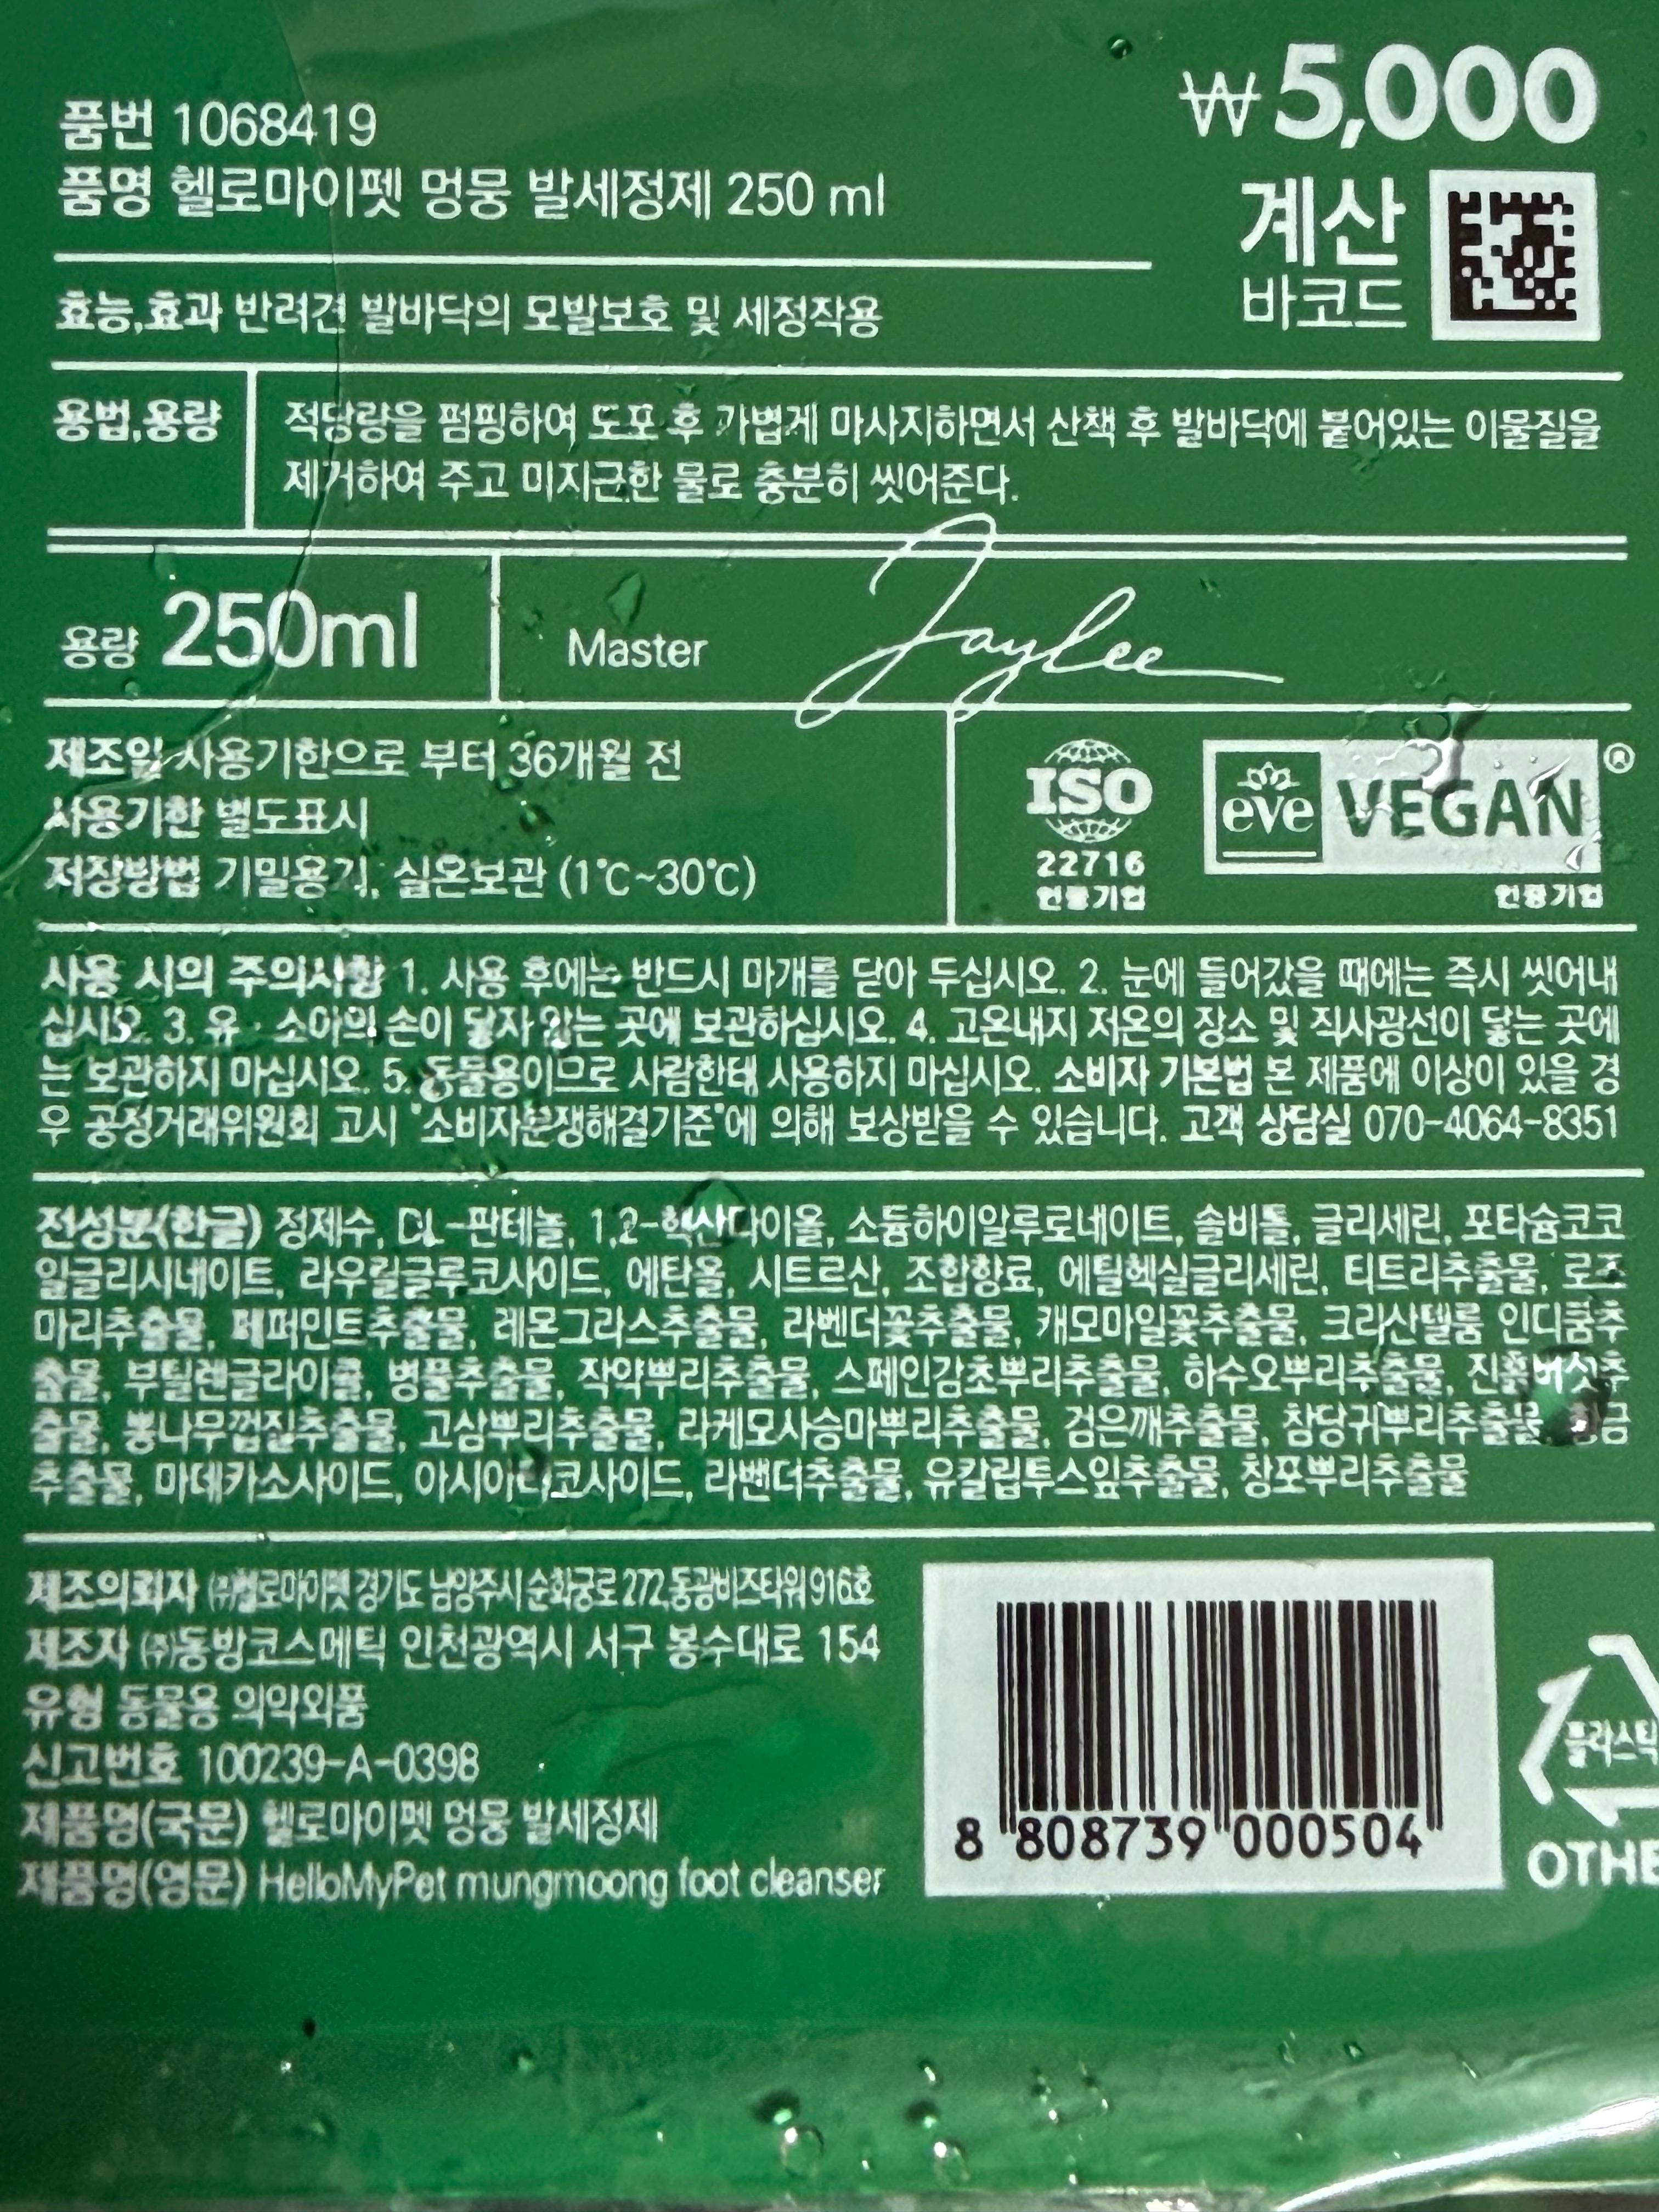 ₩5,000
품번 1068419
품명 헬로마이펫 멍뭉 발세정제 250 ml
계산
바코드
효능,효과 반려견 발바닥의 모발보호 및 세정작용
용법,용량 적당량을 펌핑하여 도포 후 가볍게 마사지하면서 산책 후 발바닥에 붙어있는 이물질을
제거하여 주고 미지근한 물로 충분히 씻어준다.
용량 250ml
Master Jaylee
제조일 사용기한으로 부터 36개월 전
사용기한 별도표시
저장방법 기밀용기, 실온보관 (1℃~30℃)
ISO
22716
인증기업
eve VEGAN ®
인증기업
사용 시의 주의사항 1. 사용 후에는 반드시 마개를 닫아 두십시오. 2. 눈에 들어갔을 때에는 즉시 씻어내
십시오. 3. 유 · 소아의 손이 닿자 않는 곳에 보관하십시오. 4. 고온내지 저온의 장소 및 직사광선이 닿는 곳에
는 보관하지 마십시오. 5. 동물용이므로 사람한테 사용하지 마십시오. 소비자 기본법 본 제품에 이상이 있을 경
우 공정거래위원회 고시 "소비자분쟁해결기준"에 의해 보상받을 수 있습니다. 고객 상담실 070-4064-8351
전성분(한글) 정제수, DL-판테놀, 1,2-헥산다이올, 소듐하이알루로네이트, 솔비톨, 글리세린, 포타슘코코
일글리시네이트, 라우릴글루코사이드, 에탄올, 시트르산, 조합향료, 에틸헥실글리세린, 티트리추출물, 로즈
마리추출물, 페퍼민트추출물, 레몬그라스추출물, 라벤더꽃추출물, 캐모마일꽃추출물, 크리산텔룸 인디쿰추
출물, 부틸렌글라이콜, 병풀추출물, 작약뿌리추출물, 스페인감초뿌리추출물, 하수오뿌리추출물, 진흙버섯추
출물, 뽕나무껍질추출물, 고삼뿌리추출물, 라케모사승마뿌리추출물, 검은깨추출물, 참당귀뿌리추출물,
추출물, 마데카소사이드, 아시아티코사이드, 라벤더추출물, 유칼립투스잎추출물, 창포뿌리추출물
제조의뢰자 ㈜헬로마이펫 경기도 남양주시 순화궁로 272, 동광비즈타워 916호
제조자 ㈜동방코스메틱 인천광역시 서구 봉수대로 154
유형 동물용 의약외품
신고번호 100239-A-0398
제품명(국문) 헬로마이펫 멍뭉 발세정제
제품명(영문) HelloMyPet mungmoong foot cleanser
8 808739 000504
플라스틱
OTHE